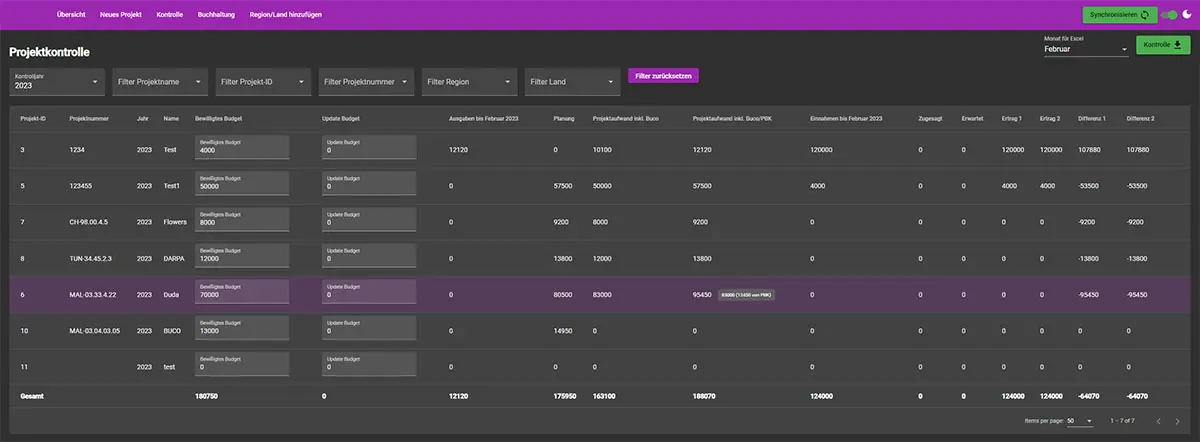 Übersicht Neues Projekt Kontrolle Buchhaltung Region/Land hinzufügen Synchronisieren
Projektkontrolle Monat für Excel Februar Kontrolle
Kontrolljahr 2023 Filter Projektname Filter Projekt-ID Filter Projektnummer Filter Region Filter Land Filter zurücksetzen
Projekt-ID Projektnummer Jahr Name Bewilligtes Budget Update Budget Ausgaben bis Februar 2023 Planung Projektaufwand inkl. Buco Projektaufwand inkl. Buco/PBK Einnahmen bis Februar 2023 Zugesagt Erwartet Ertrag 1 Ertrag 2 Differenz 1 Differenz 2
3 1234 2023 Test Bewilligtes Budget 4000 Update Budget 0 12120 0 10100 12120 120000 0 0 120000 120000 107880 107880
5 123455 2023 Test1 Bewilligtes Budget 50000 Update Budget 0 0 57500 50000 57500 4000 0 0 4000 4000 -53500 -53500
7 CH-98.00.4.5 2023 Flowers Bewilligtes Budget 8000 Update Budget 0 0 9200 8000 9200 0 0 0 0 0 -9200 -9200
8 TUN-34.45.2.3 2023 DARPA Bewilligtes Budget 12000 Update Budget 0 0 13800 12000 13800 0 0 0 0 0 -13800 -13800
6 MAL-03.33.4.22 2023 Duda Bewilligtes Budget 70000 Update Budget 0 0 80500 83000 95450 83000 (12450 von PBK) 0 0 0 0 0 -95450 -95450
10 MAL-03.04.03.05 2023 BUCO Bewilligtes Budget 13000 Update Budget 0 0 14950 0 0 0 0 0 0 0 0 0
11 2023 test Bewilligtes Budget 0 Update Budget 0 0 0 0 0 0 0 0 0 0 0 0
Gesamt 180750 0 12120 175950 163100 188070 124000 0 0 124000 124000 -64070 -64070
Items per page: 50 1 – 7 of 7